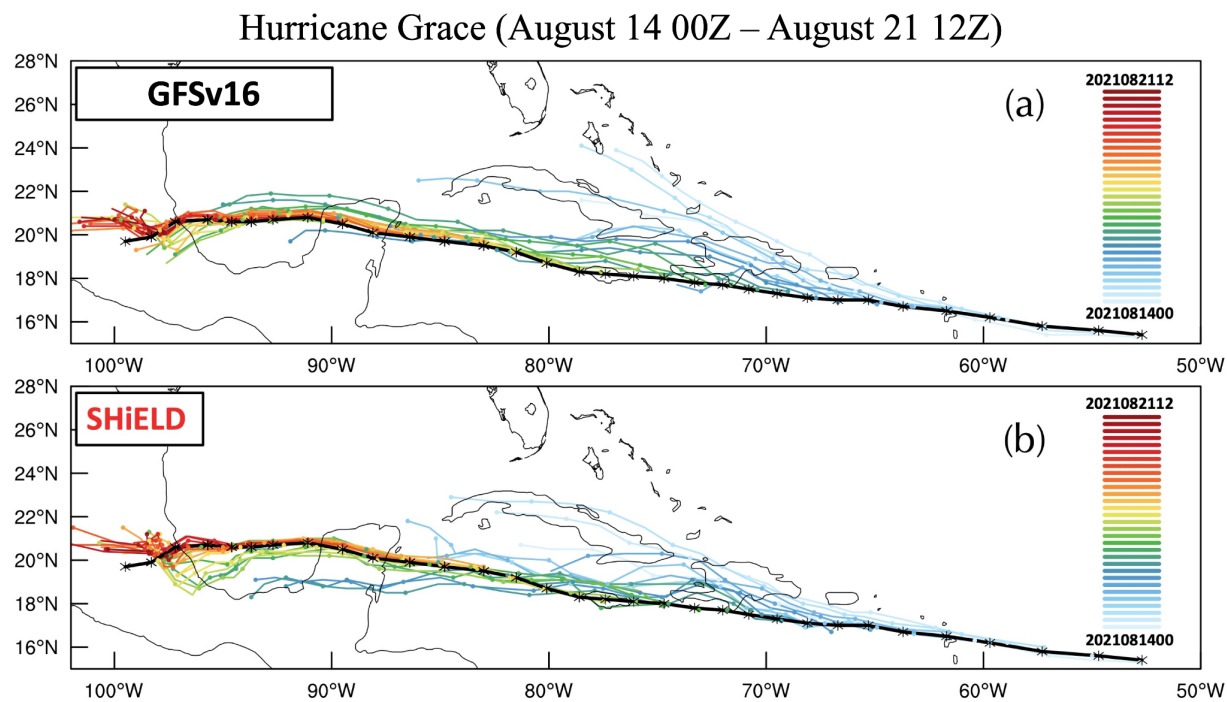 Hurricane Grace (August 14 00Z – August 21 12Z)
28°N
26°N
24°N
22°N
20°N
18°N
16°N
GFSv16
(a)
2021082112
2021081400
100°W
90°W
80°W
70°W
60°W
50°W
28°N
26°N
24°N
22°N
20°N
18°N
16°N
SHiELD
(b)
2021082112
2021081400
100°W
90°W
80°W
70°W
60°W
50°W